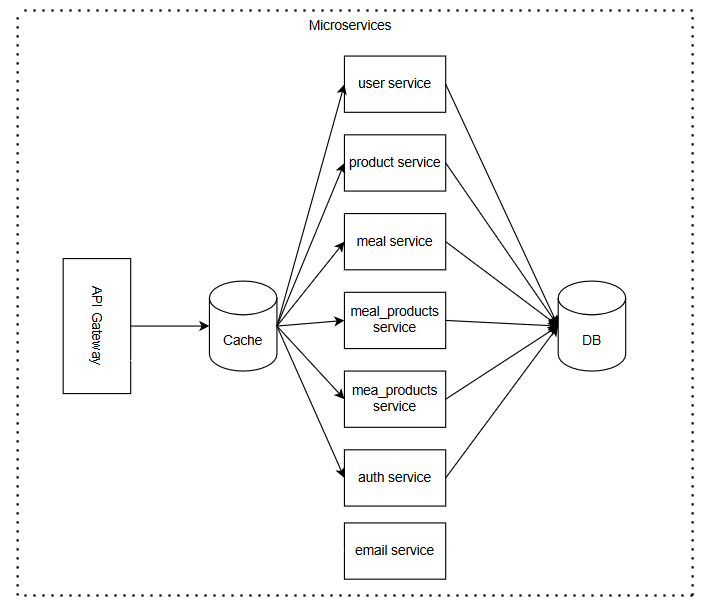 Microservices
user service
product service
meal service
meal_products
service
API Gateway
Cache
DB
mea_products
service
auth service
email service